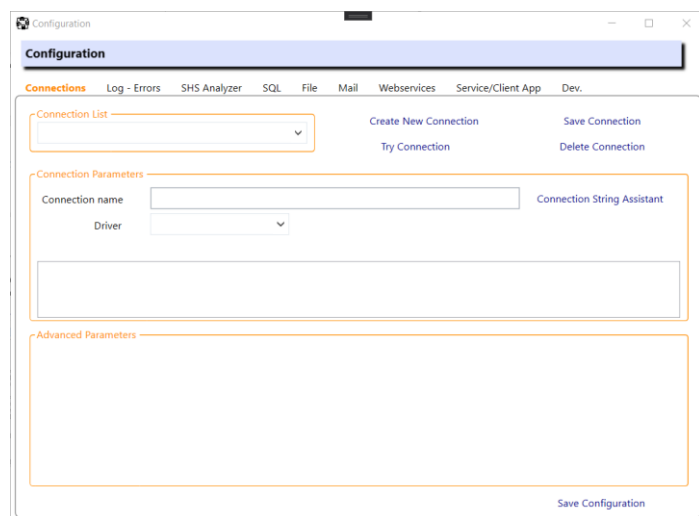 Configuration
Configuration
Connections Log - Errors SHS Analyzer SQL File Mail Webservices Service/Client App Dev.
Connection List
Create New Connection Save Connection
Try Connection Delete Connection
Connection Parameters
Connection name Connection String Assistant
Driver
Advanced Parameters
Save Configuration